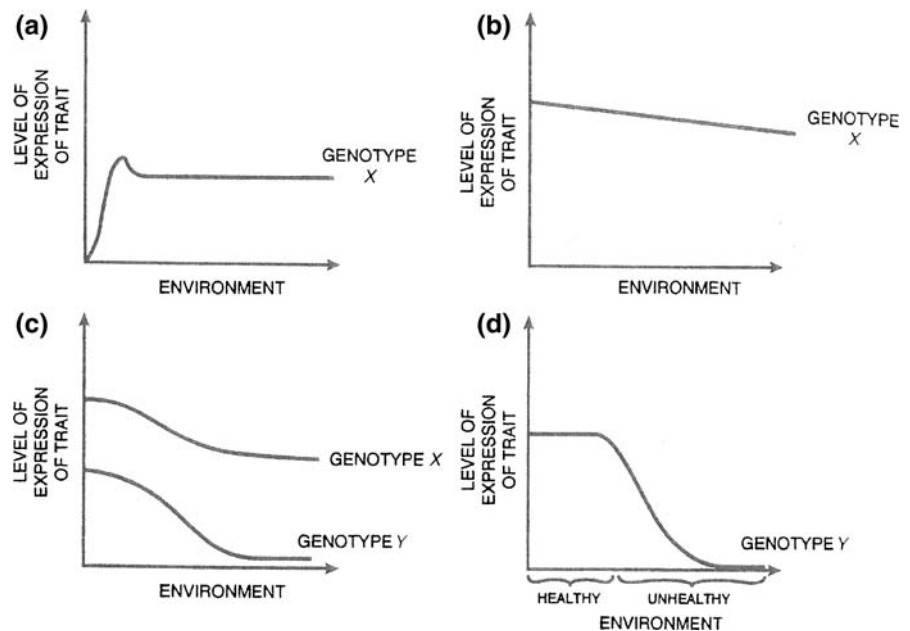 (a)
LEVEL OF
EXPRESSION
OF TRAIT
GENOTYPE
X
ENVIRONMENT
(b)
LEVEL OF
EXPRESSION
OF TRAIT
GENOTYPE
X
ENVIRONMENT
(c)
LEVEL OF
EXPRESSION
OF TRAIT
GENOTYPE X
GENOTYPE Y
ENVIRONMENT
(d)
LEVEL OF
EXPRESSION
OF TRAIT
GENOTYPE Y
HEALTHY UNHEALTHY
ENVIRONMENT